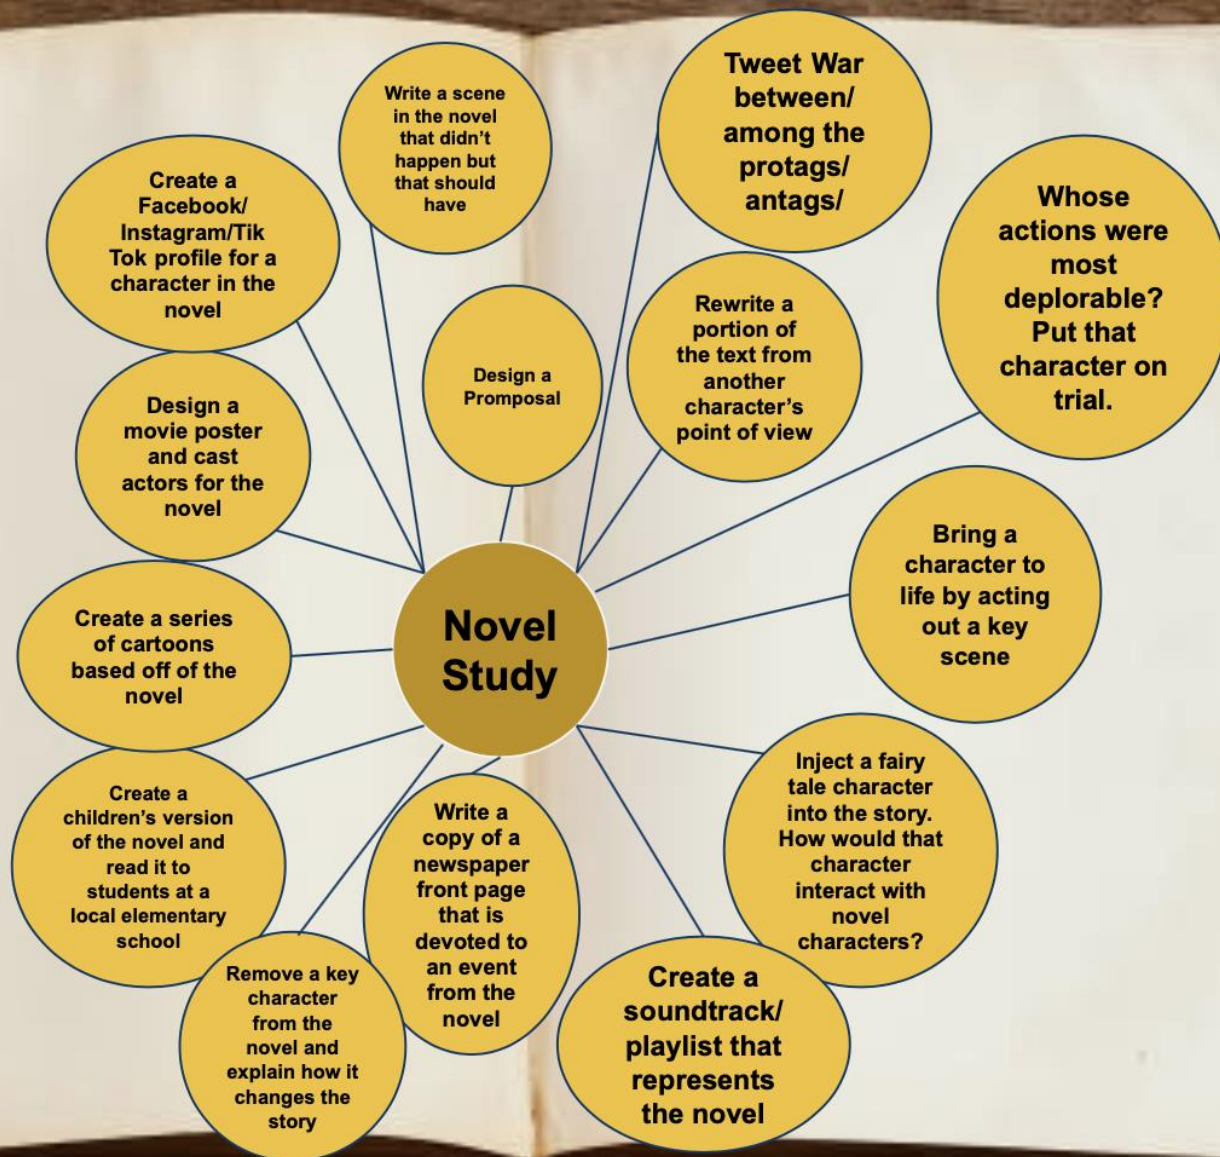 Novel
Study
Write a scene
in the novel
that didn't
happen but
that should
have
Tweet War
between/
among the
protags/
antags/
Create a
Facebook/
Instagram/Tik
Tok profile for a
character in the
novel
Whose
actions were
most
deplorable?
Put that
character on
trial.
Design a
Promposal
Rewrite a
portion of
the text from
another
character's
point of view
Design a
movie poster
and cast
actors for the
novel
Bring a
character to
life by acting
out a key
scene
Create a series
of cartoons
based off of the
novel
Create a
children's version
of the novel and
read it to
students at a
local elementary
school
Write a
copy of a
newspaper
front page
that is
devoted to
an event
from the
novel
Inject a fairy
tale character
into the story.
How would that
character
interact with
novel
characters?
Remove a key
character
from the
novel and
explain how it
changes the
story
Create a
soundtrack/
playlist that
represents
the novel